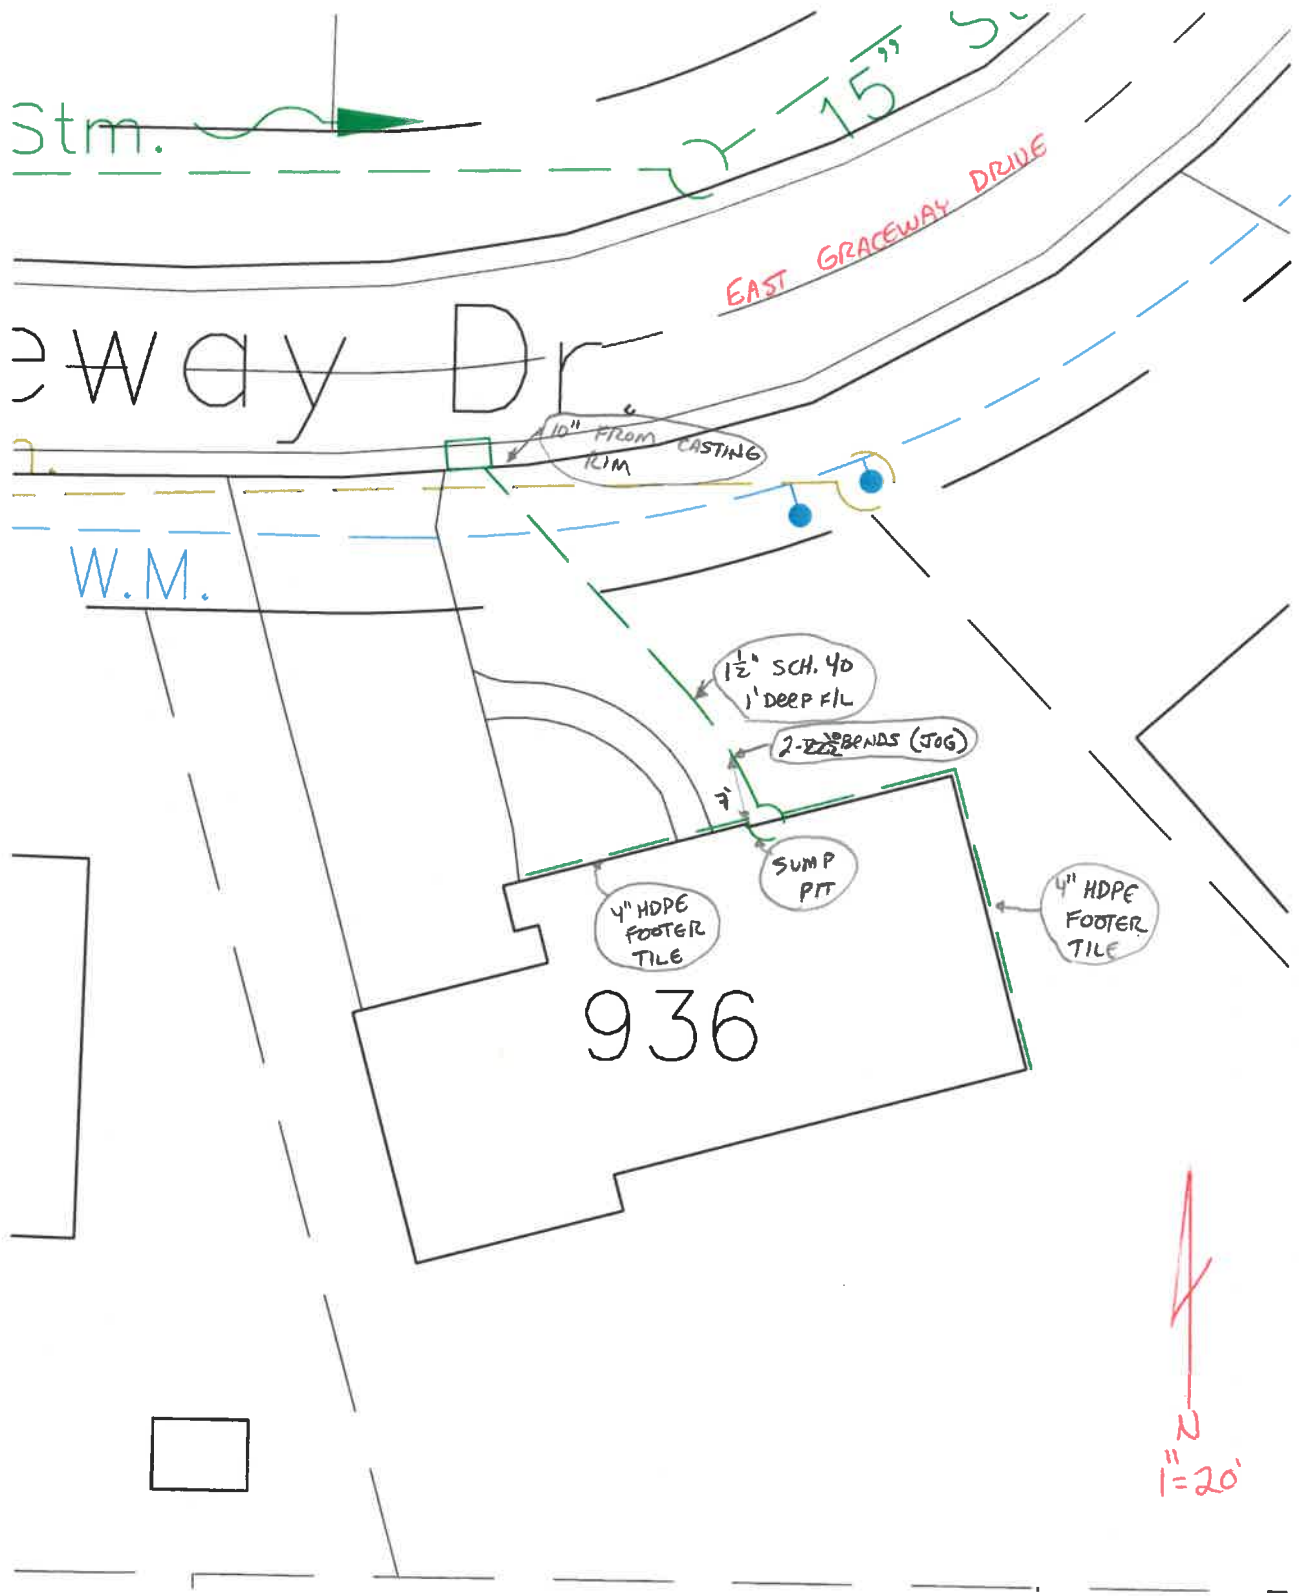 Stm.
15"
EAST GRACEWAY DRIVE
eway Dr
10" FROM CASTING
RIM
W.M.
1½" SCH. 40
1' DEEP F/L
2- BENDS (JOG)
7'
SUMP
PIT
4" HDPE
FOOTER
TILE
4" HDPE
FOOTER
TILE
936
N
1"=20'